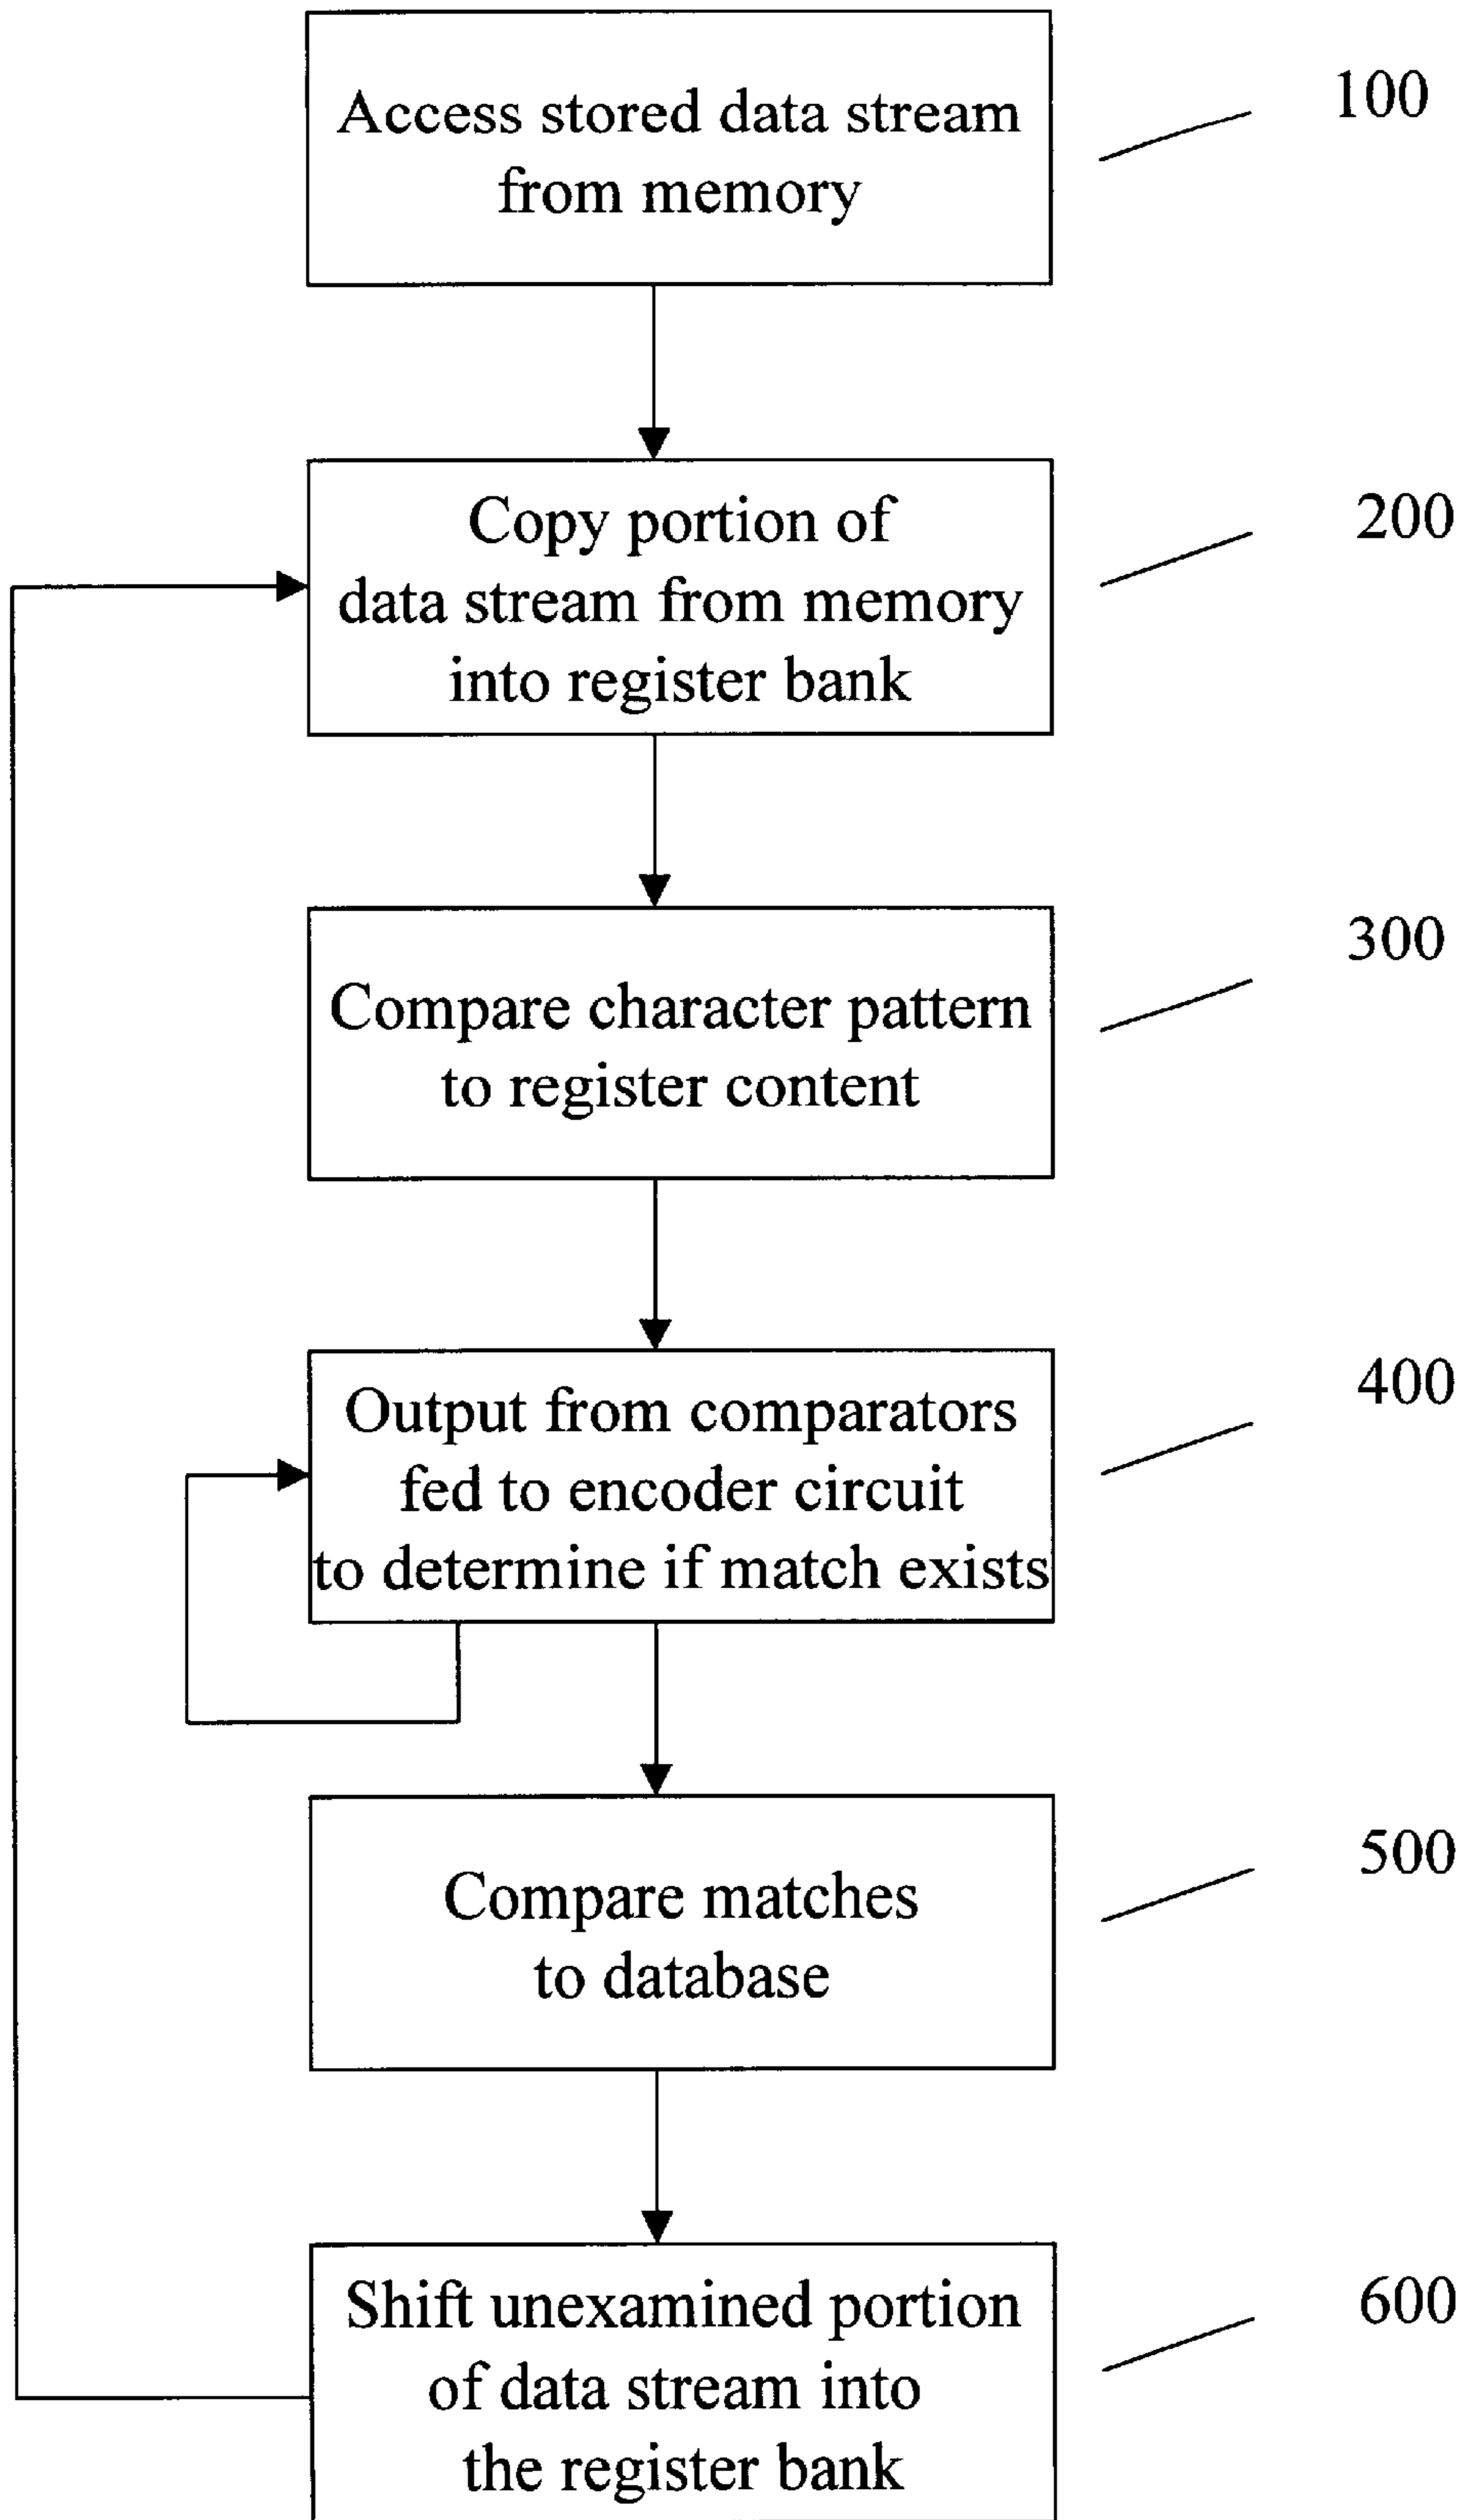 Access stored data stream
from memory
100
Copy portion of
data stream from memory
into register bank
200
Compare character pattern
to register content
300
Output from comparators
fed to encoder circuit
to determine if match exists
400
Compare matches
to database
500
Shift unexamined portion
of data stream into
the register bank
600